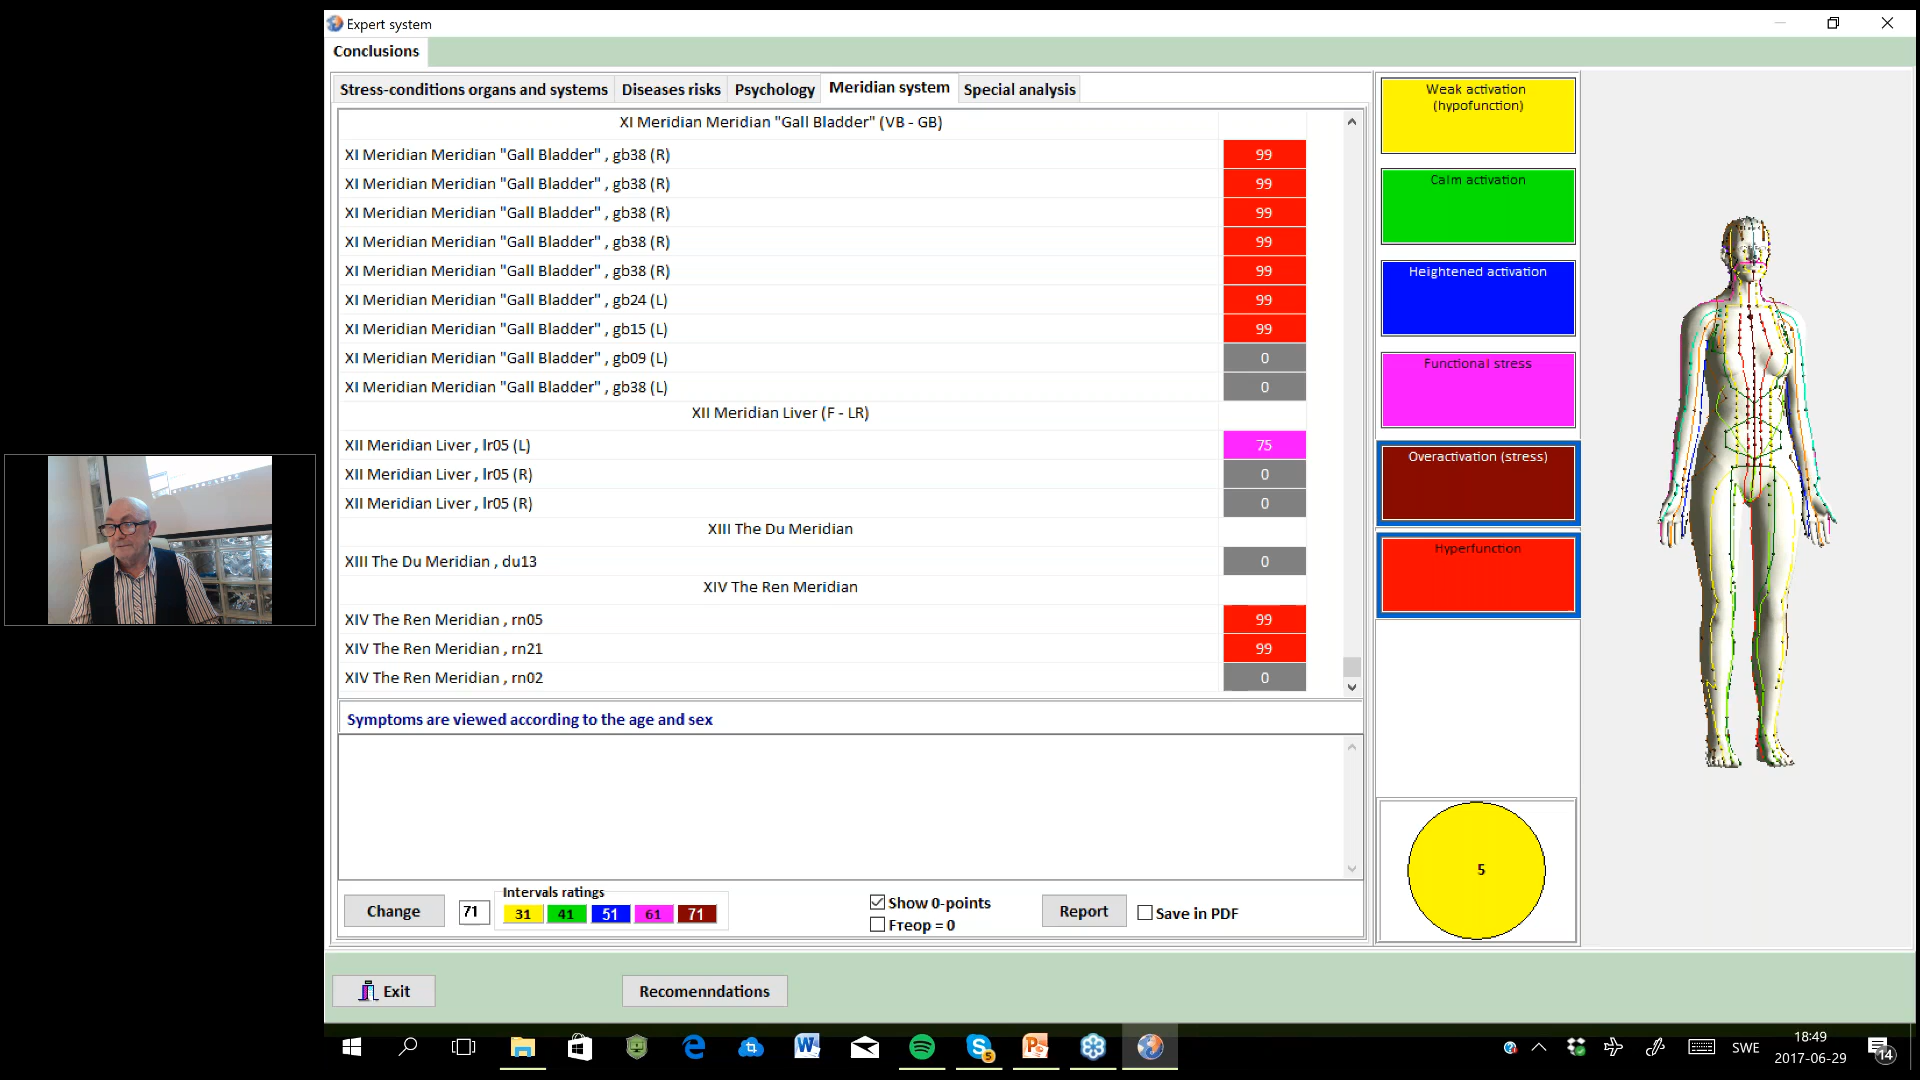 Expert system
Conclusions
Stress-conditions organs and systems Diseases risks Psychology Meridian system Special analysis
XI Meridian Meridian "Gall Bladder" (VB - GB)
XI Meridian Meridian "Gall Bladder" , gb38 (R) 99
XI Meridian Meridian "Gall Bladder" , gb38 (R) 99
XI Meridian Meridian "Gall Bladder" , gb38 (R) 99
XI Meridian Meridian "Gall Bladder" , gb38 (R) 99
XI Meridian Meridian "Gall Bladder" , gb38 (R) 99
XI Meridian Meridian "Gall Bladder" , gb24 (L) 99
XI Meridian Meridian "Gall Bladder" , gb15 (L) 99
XI Meridian Meridian "Gall Bladder" , gb09 (L) 0
XI Meridian Meridian "Gall Bladder" , gb38 (L) 0
XII Meridian Liver (F - LR)
XII Meridian Liver , lr05 (L) 75
XII Meridian Liver , lr05 (R) 0
XII Meridian Liver , lr05 (R) 0
XIII The Du Meridian
XIII The Du Meridian , du13 0
XIV The Ren Meridian
XIV The Ren Meridian , rn05 99
XIV The Ren Meridian , rn21 99
XIV The Ren Meridian , rn02 0
Symptoms are viewed according to the age and sex
Weak activation
(hypofunction)
Calm activation
Heightened activation
Functional stress
Overactivation (stress)
Hyperfunction
5
Change 71
Intervals ratings
31 41 51 61 71
Show 0-points
Fтеор = 0
Report Save in PDF
Exit Recomenndations
5
SWE
18:49
2017-06-29
14